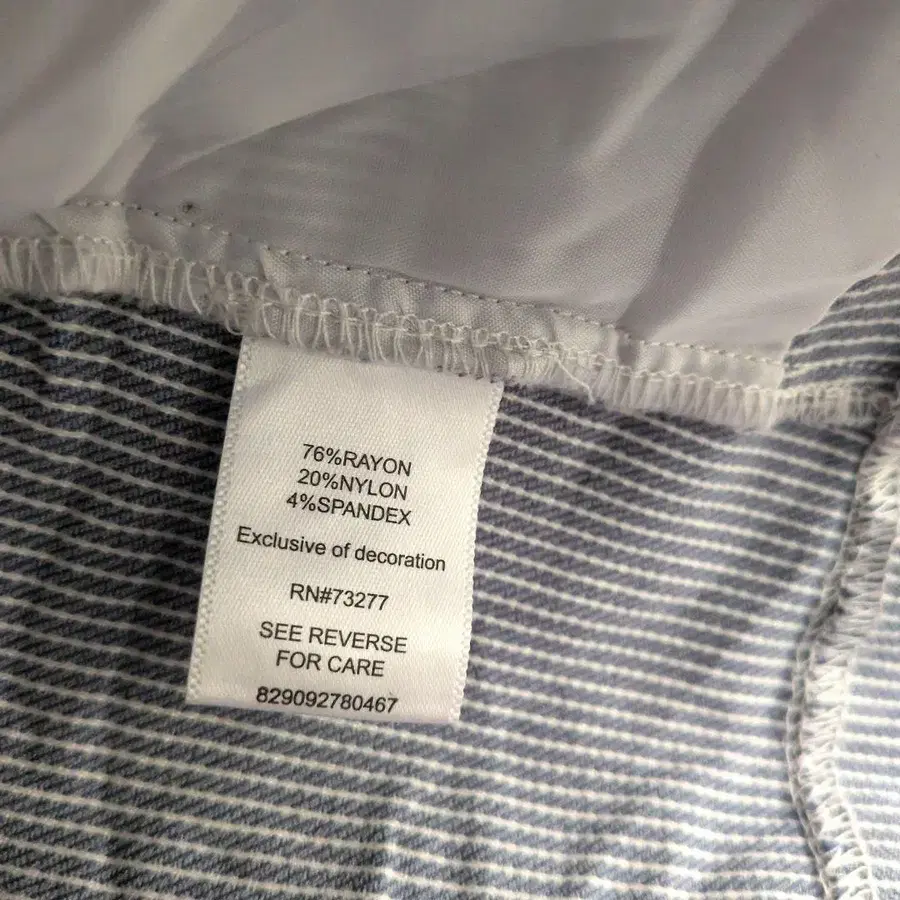 76%RAYON
20%NYLON
4%SPANDEX
Exclusive of decoration
RN#73277
SEE REVERSE
FOR CARE
829092780467